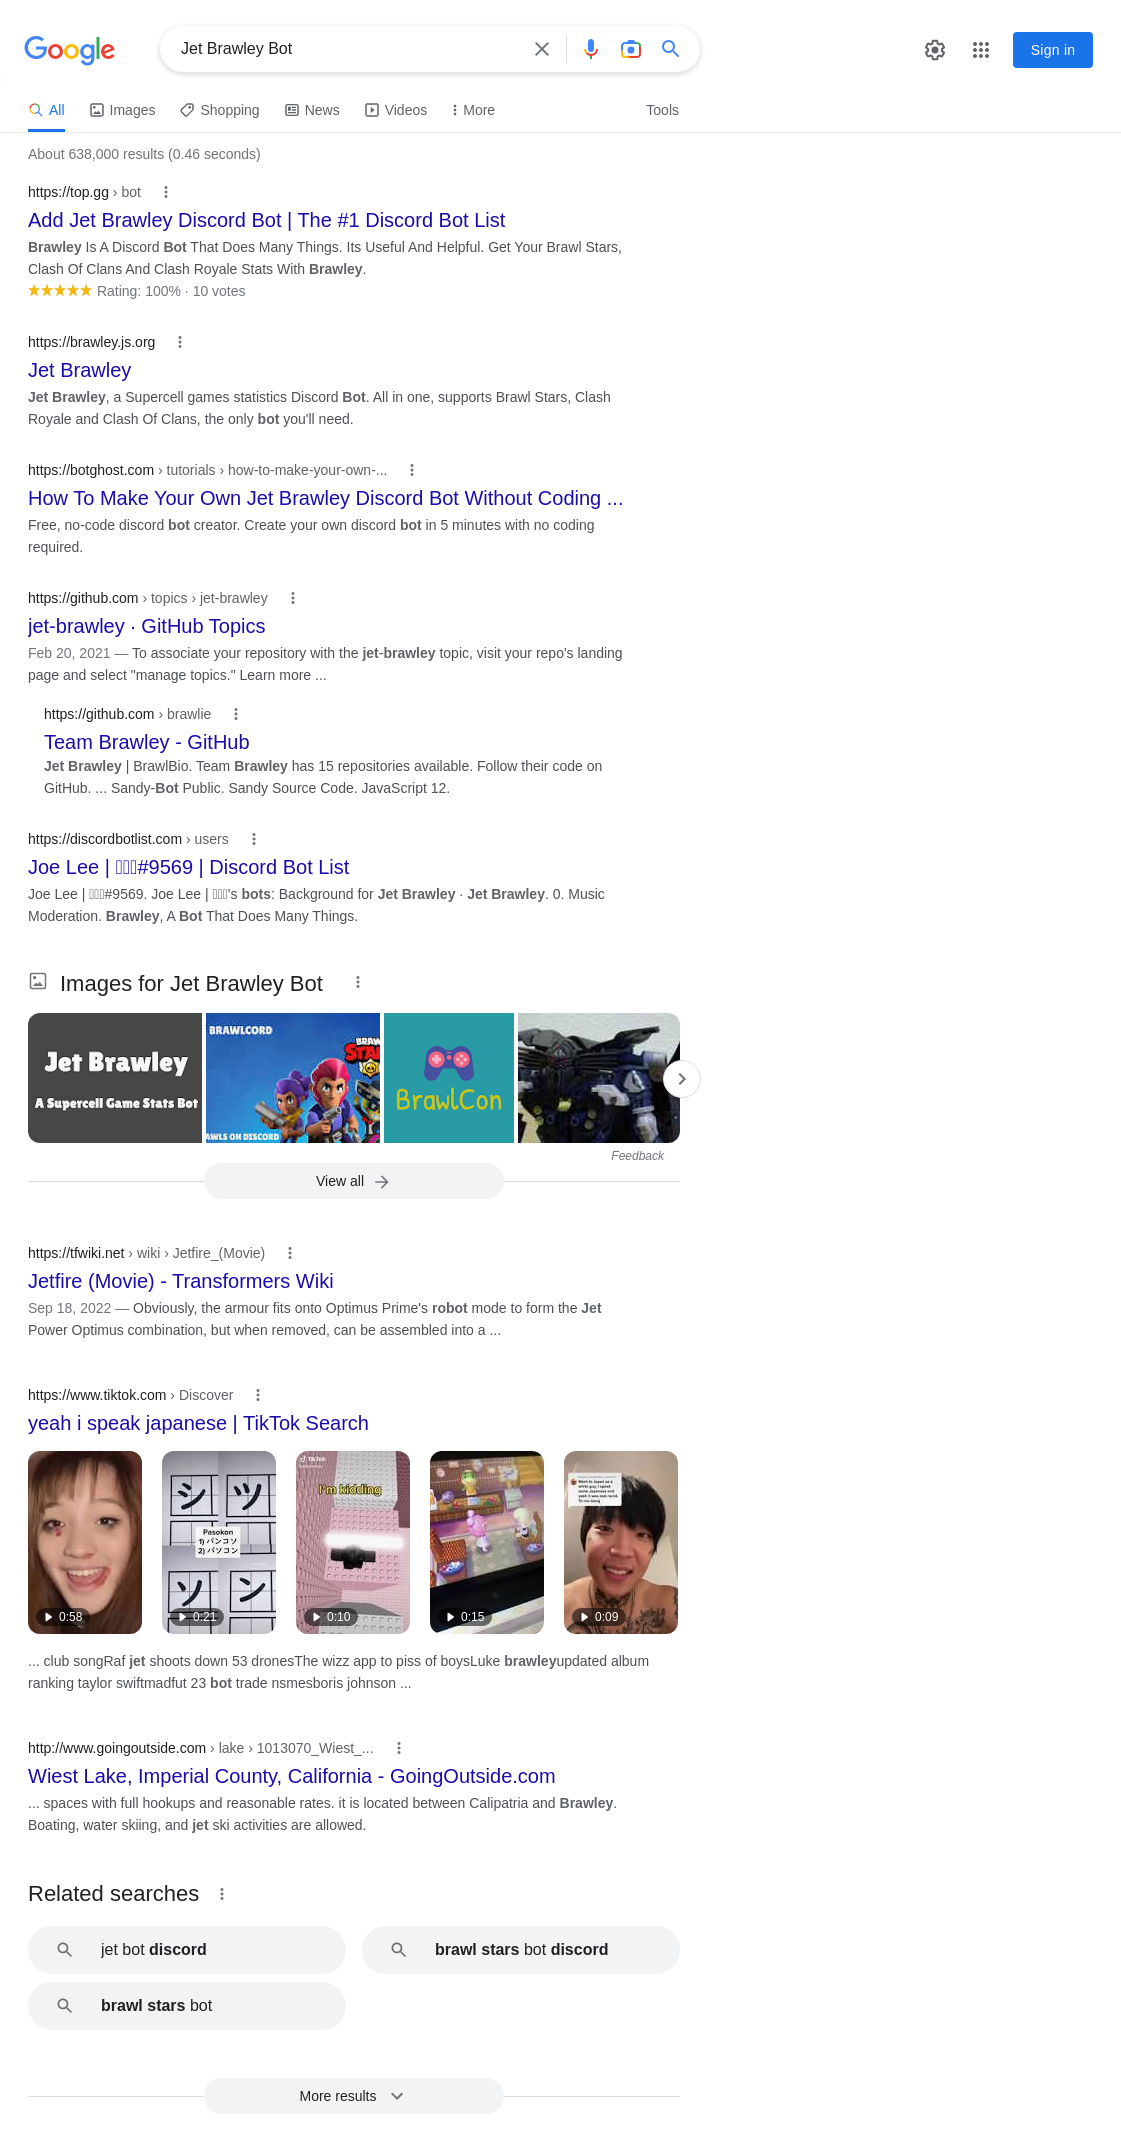 Google
Jet Brawley Bot
Sign in
All
Images
Shopping
News
Videos
More
Tools
About 638,000 results (0.46 seconds)
https://top.gg › bot
Add Jet Brawley Discord Bot | The #1 Discord Bot List
Brawley Is A Discord Bot That Does Many Things. Its Useful And Helpful. Get Your Brawl Stars,
Clash Of Clans And Clash Royale Stats With Brawley.
Rating: 100% · 10 votes
https://brawley.js.org
Jet Brawley
Jet Brawley, a Supercell games statistics Discord Bot. All in one, supports Brawl Stars, Clash
Royale and Clash Of Clans, the only bot you'll need.
https://botghost.com › tutorials › how-to-make-your-own-...
How To Make Your Own Jet Brawley Discord Bot Without Coding ...
Free, no-code discord bot creator. Create your own discord bot in 5 minutes with no coding
required.
https://github.com › topics › jet-brawley
jet-brawley · GitHub Topics
Feb 20, 2021 — To associate your repository with the jet-brawley topic, visit your repo's landing
page and select "manage topics." Learn more ...
https://github.com › brawlie
Team Brawley - GitHub
Jet Brawley | BrawlBio. Team Brawley has 15 repositories available. Follow their code on
GitHub. ... Sandy-Bot Public. Sandy Source Code. JavaScript 12.
https://discordbotlist.com › users
Joe Lee | #9569 | Discord Bot List
Joe Lee | #9569. Joe Lee | 's bots: Background for Jet Brawley · Jet Brawley. 0. Music
Moderation. Brawley, A Bot That Does Many Things.
Images for Jet Brawley Bot
Jet Brawley
A Supercell Game Stats Bot
BRAWLCORD
BRAW
STA
AWLS ON DISCORD
BrawlCon
Feedback
View all
https://tfwiki.net › wiki › Jetfire_(Movie)
Jetfire (Movie) - Transformers Wiki
Sep 18, 2022 — Obviously, the armour fits onto Optimus Prime's robot mode to form the Jet
Power Optimus combination, but when removed, can be assembled into a ...
https://www.tiktok.com › Discover
yeah i speak japanese | TikTok Search
0:58
シ ツ
Pasokon
1) パンコソ
2) パソコン
ソ ン
0:21
TikTok
I'm kidding
0:10
0:15
0:09
... club songRaf jet shoots down 53 dronesThe wizz app to piss of boysLuke brawleyupdated album
ranking taylor swiftmadfut 23 bot trade nsmesboris johnson ...
http://www.goingoutside.com › lake › 1013070_Wiest_...
Wiest Lake, Imperial County, California - GoingOutside.com
... spaces with full hookups and reasonable rates. it is located between Calipatria and Brawley.
Boating, water skiing, and jet ski activities are allowed.
Related searches
jet bot discord
brawl stars bot discord
brawl stars bot
More results